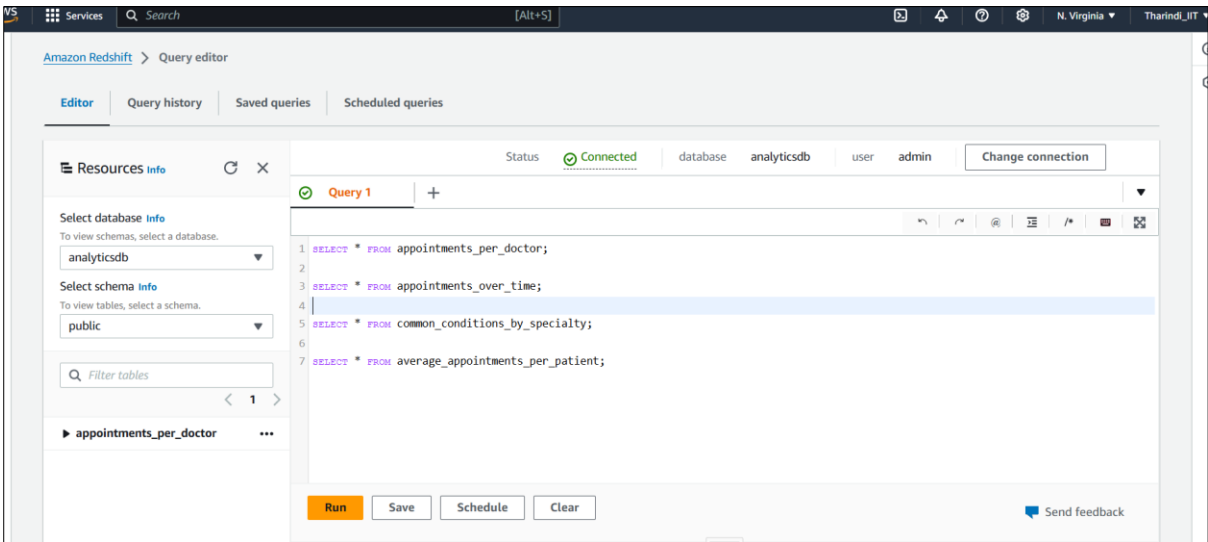 Services Search [Alt+S] N. Virginia Tharindi_IIT
Amazon Redshift > Query editor
Editor Query history Saved queries Scheduled queries
Resources Info
Status Connected database analyticsdb user admin Change connection
Query 1 +
Select database Info
To view schemas, select a database.
analyticsdb
Select schema Info
To view tables, select a schema.
public
Filter tables
< 1 >
appointments_per_doctor •••
/*
1 SELECT * FROM appointments_per_doctor;
2
3 SELECT * FROM appointments_over_time;
4
5 SELECT * FROM common_conditions_by_specialty;
6
7 SELECT * FROM average_appointments_per_patient;
Run Save Schedule Clear
Send feedback